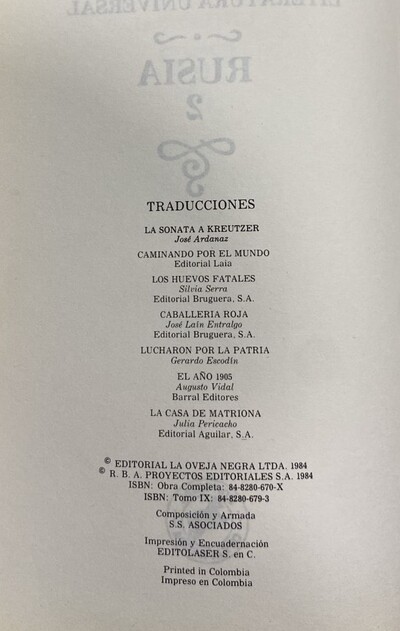 LITERATURA UNIVERSAL
RUSIA
2
TRADUCCIONES
LA SONATA A KREUTZER
José Ardanaz
CAMINANDO POR EL MUNDO
Editorial Laia
LOS HUEVOS FATALES
Silvia Serra
Editorial Bruguera, S.A.
CABALLERIA ROJA
José Laín Entralgo
Editorial Bruguera, S.A.
LUCHARON POR LA PATRIA
Gerardo Escodín
EL AÑO 1905
Augusto Vidal
Barral Editores
LA CASA DE MATRIONA
Julia Pericacho
Editorial Aguilar, S.A.
© EDITORIAL LA OVEJA NEGRA LTDA. 1984
© R. B. A. PROYECTOS EDITORIALES S.A. 1984
ISBN: Obra Completa: 84-8280-670-X
ISBN: Tomo IX: 84-8280-679-3
Composición y Armada
S.S. ASOCIADOS
Impresión y Encuadernación
EDITOLASER S. en C.
Printed in Colombia
Impreso en Colombia